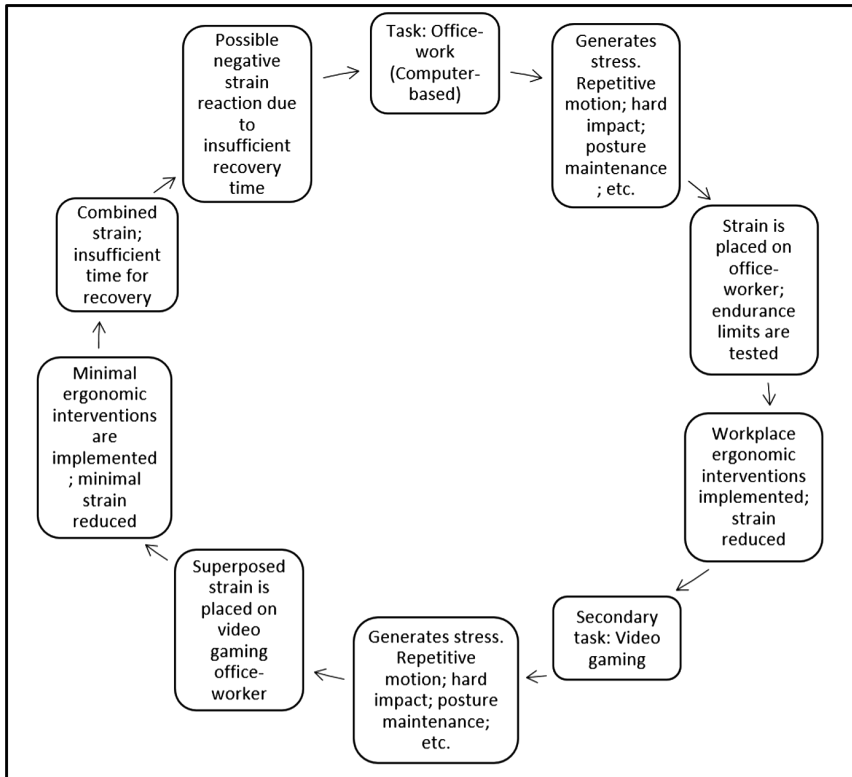 Task: Office-
work
(Computer-
based)
Generates
stress.
Repetitive
motion; hard
impact;
posture
maintenance
; etc.
Strain is
placed on
office-
worker;
endurance
limits are
tested
Workplace
ergonomic
interventions
implemented;
strain
reduced
Secondary
task: Video
gaming
Generates stress.
Repetitive
motion; hard
impact; posture
maintenance;
etc.
Superposed
strain is
placed on
video
gaming
office-
worker
Minimal
ergonomic
interventions
are
implemented
; minimal
strain
reduced
Combined
strain;
insufficient
time for
recovery
Possible
negative
strain
reaction due
to
insufficient
recovery
time